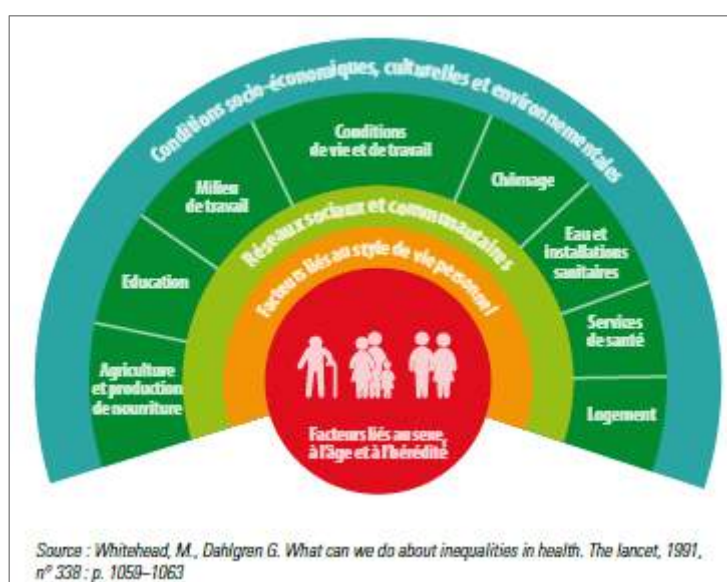 Conditions socio-économiques, culturelles et environnementales
Conditions
de vie et de travail
Milieu
de travail
Chômage
Education
Eau et
installations
sanitaires
Agriculture
et production
de nourriture
Services
de santé
Logement
Réseaux sociaux et communautaires
Facteurs liés au style de vie personnel
Facteurs liés au sexe,
à l'âge et à l'hérédité
Source : Whitehead, M., Dahlgren G. What can we do about inequalities in health. The lancet, 1991,
nº 338 : p. 1059–1063